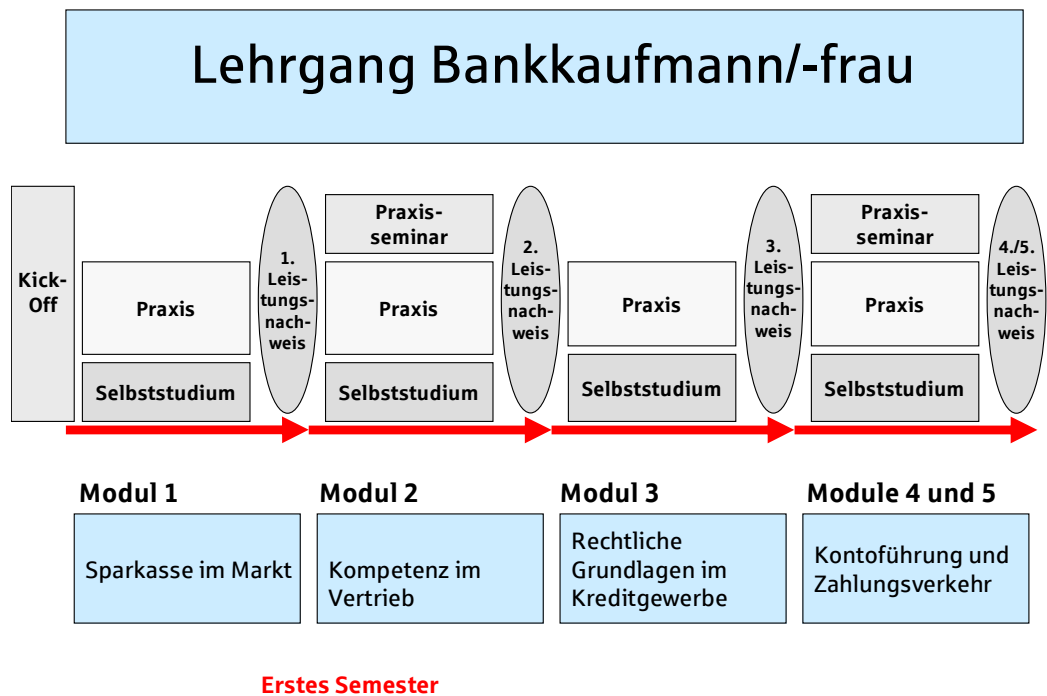 Lehrgang Bankkaufmann/-frau
Kick-
Off
Praxis
Selbststudium
1.
Leis-
tungs-
nach-
weis
Praxis-
seminar
Praxis
Selbststudium
2.
Leis-
tungs-
nach-
weis
Praxis
Selbststudium
3.
Leis-
tungs-
nach-
weis
Praxis-
seminar
Praxis
Selbststudium
4./5.
Leis-
tungs-
nach-
weis
Modul 1
Sparkasse im Markt
Modul 2
Kompetenz im
Vertrieb
Modul 3
Rechtliche
Grundlagen im
Kreditgewerbe
Module 4 und 5
Kontoführung und
Zahlungsverkehr
Erstes Semester